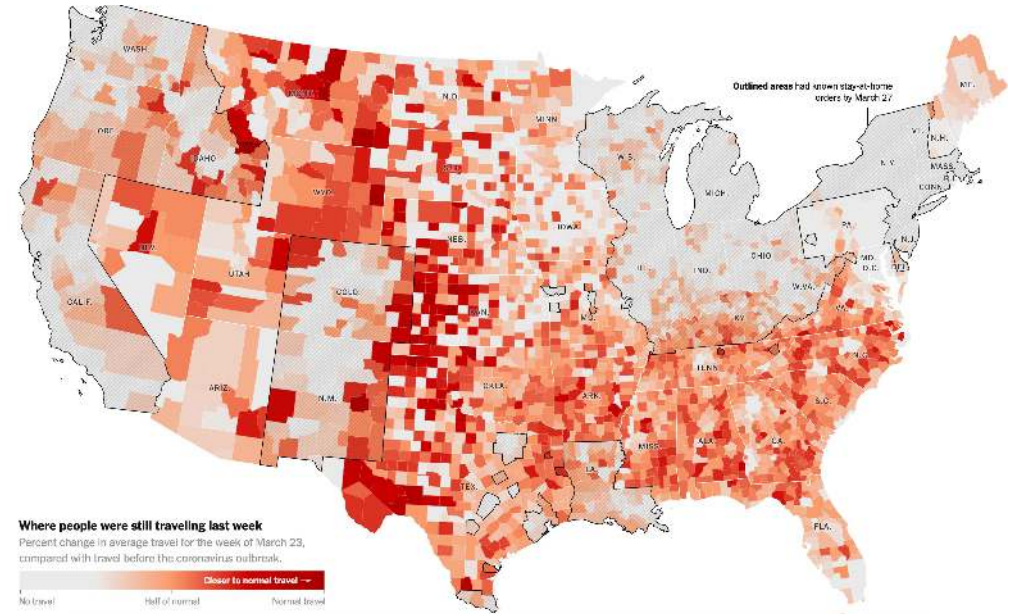 WASH.
Outlined areas had known stay-at-home
orders by March 27
ME.
MONT.
N.D.
MINN.
VT.
N.H.
ORE.
IDAHO
WIS.
N.Y.
MASS.
R.I.
CONN.
MICH.
WYO.
IOWA
PA.
NEB.
N.J.
OHIO
MD.
D.C.
DEL.
NEV.
UTAH
ILL.
IND.
COLO.
W.VA.
VA.
CALIF.
KAN.
MO.
KY.
N.C.
TENN.
ARIZ.
N.M.
OKLA.
ARK.
S.C.
MISS.
ALA.
GA.
LA.
TEX.
FLA.
Where people were still traveling last week
Percent change in average travel for the week of March 23,
compared with travel before the coronavirus outbreak.
Closer to normal travel →
No travel
Half of normal
Normal travel